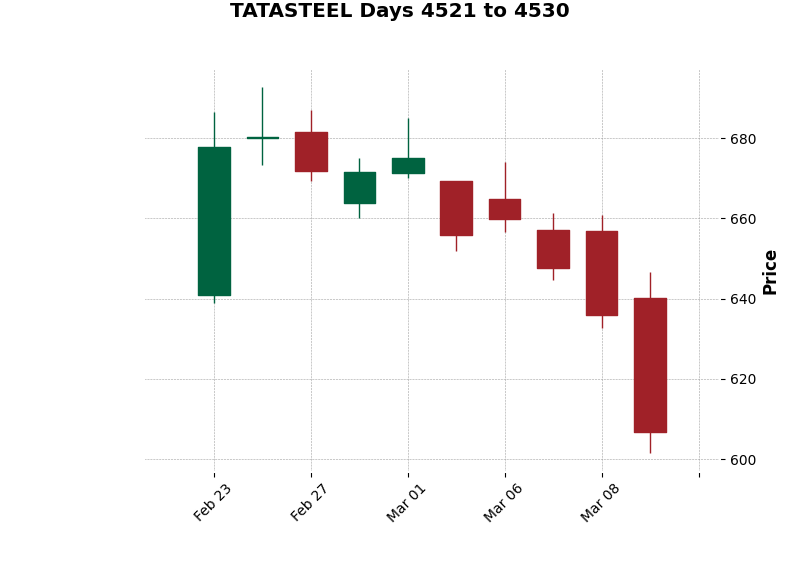 TATASTEEL Days 4521 to 4530
680
660
640
620
600
Price
Feb 23
Feb 27
Mar 01
Mar 06
Mar 08